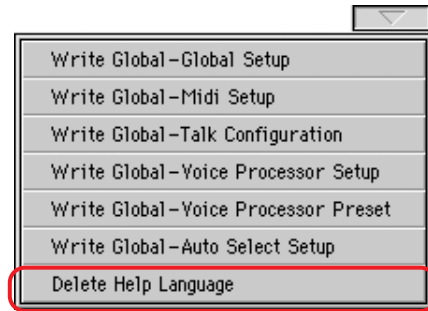 Write Global-Global Setup
Write Global-Midi Setup
Write Global-Talk Configuration
Write Global-Voice Processor Setup
Write Global-Voice Processor Preset
Write Global-Auto Select Setup
Delete Help Language